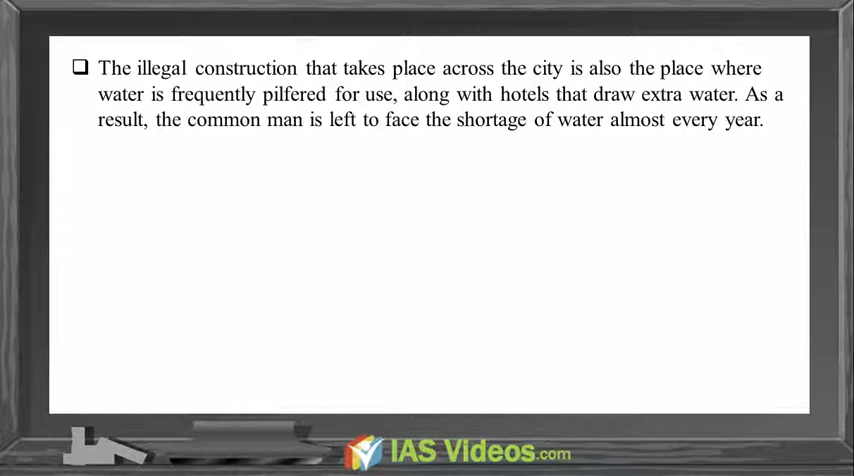 ❑ The illegal construction that takes place across the city is also the place where
water is frequently pilfered for use, along with hotels that draw extra water. As a
result, the common man is left to face the shortage of water almost every year.
IAS Videos.com